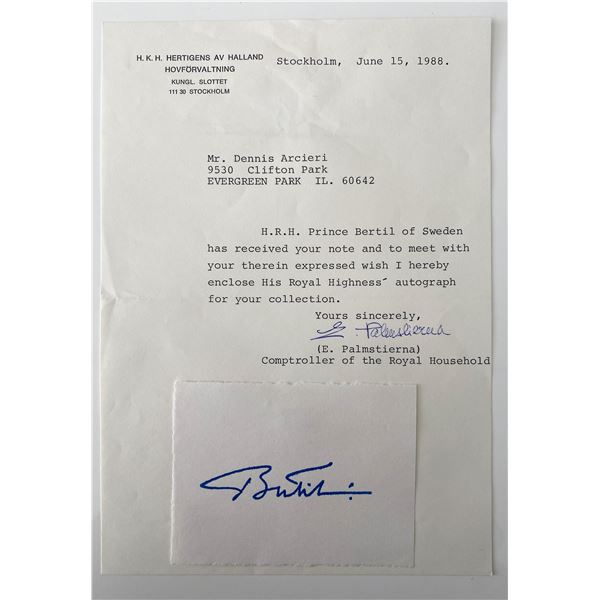 H. K. H. HERTIGENS AV HALLAND
HOVFÖRVALTNING
KUNGL. SLOTTET
111 30 STOCKHOLM
Stockholm, June 15, 1988.
Mr. Dennis Arcieri
9530 Clifton Park
EVERGREEN PARK IL. 60642
H.R.H. Prince Bertil of Sweden
has received your note and to meet with
your therein expressed wish I hereby
enclose His Royal Highness´ autograph
for your collection.
Yours sincerely,
E. Palmstierna
(E. Palmstierna)
Comptroller of the Royal Household
Bertil